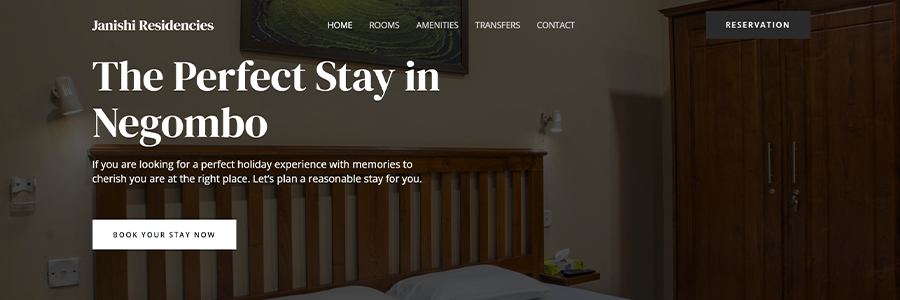 Janishi Residencies
HOME ROOMS AMENITIES TRANSFERS CONTACT
RESERVATION
The Perfect Stay in
Negombo
If you are looking for a perfect holiday experience with memories to
cherish you are at the right place. Let's plan a reasonable stay for you.
BOOK YOUR STAY NOW